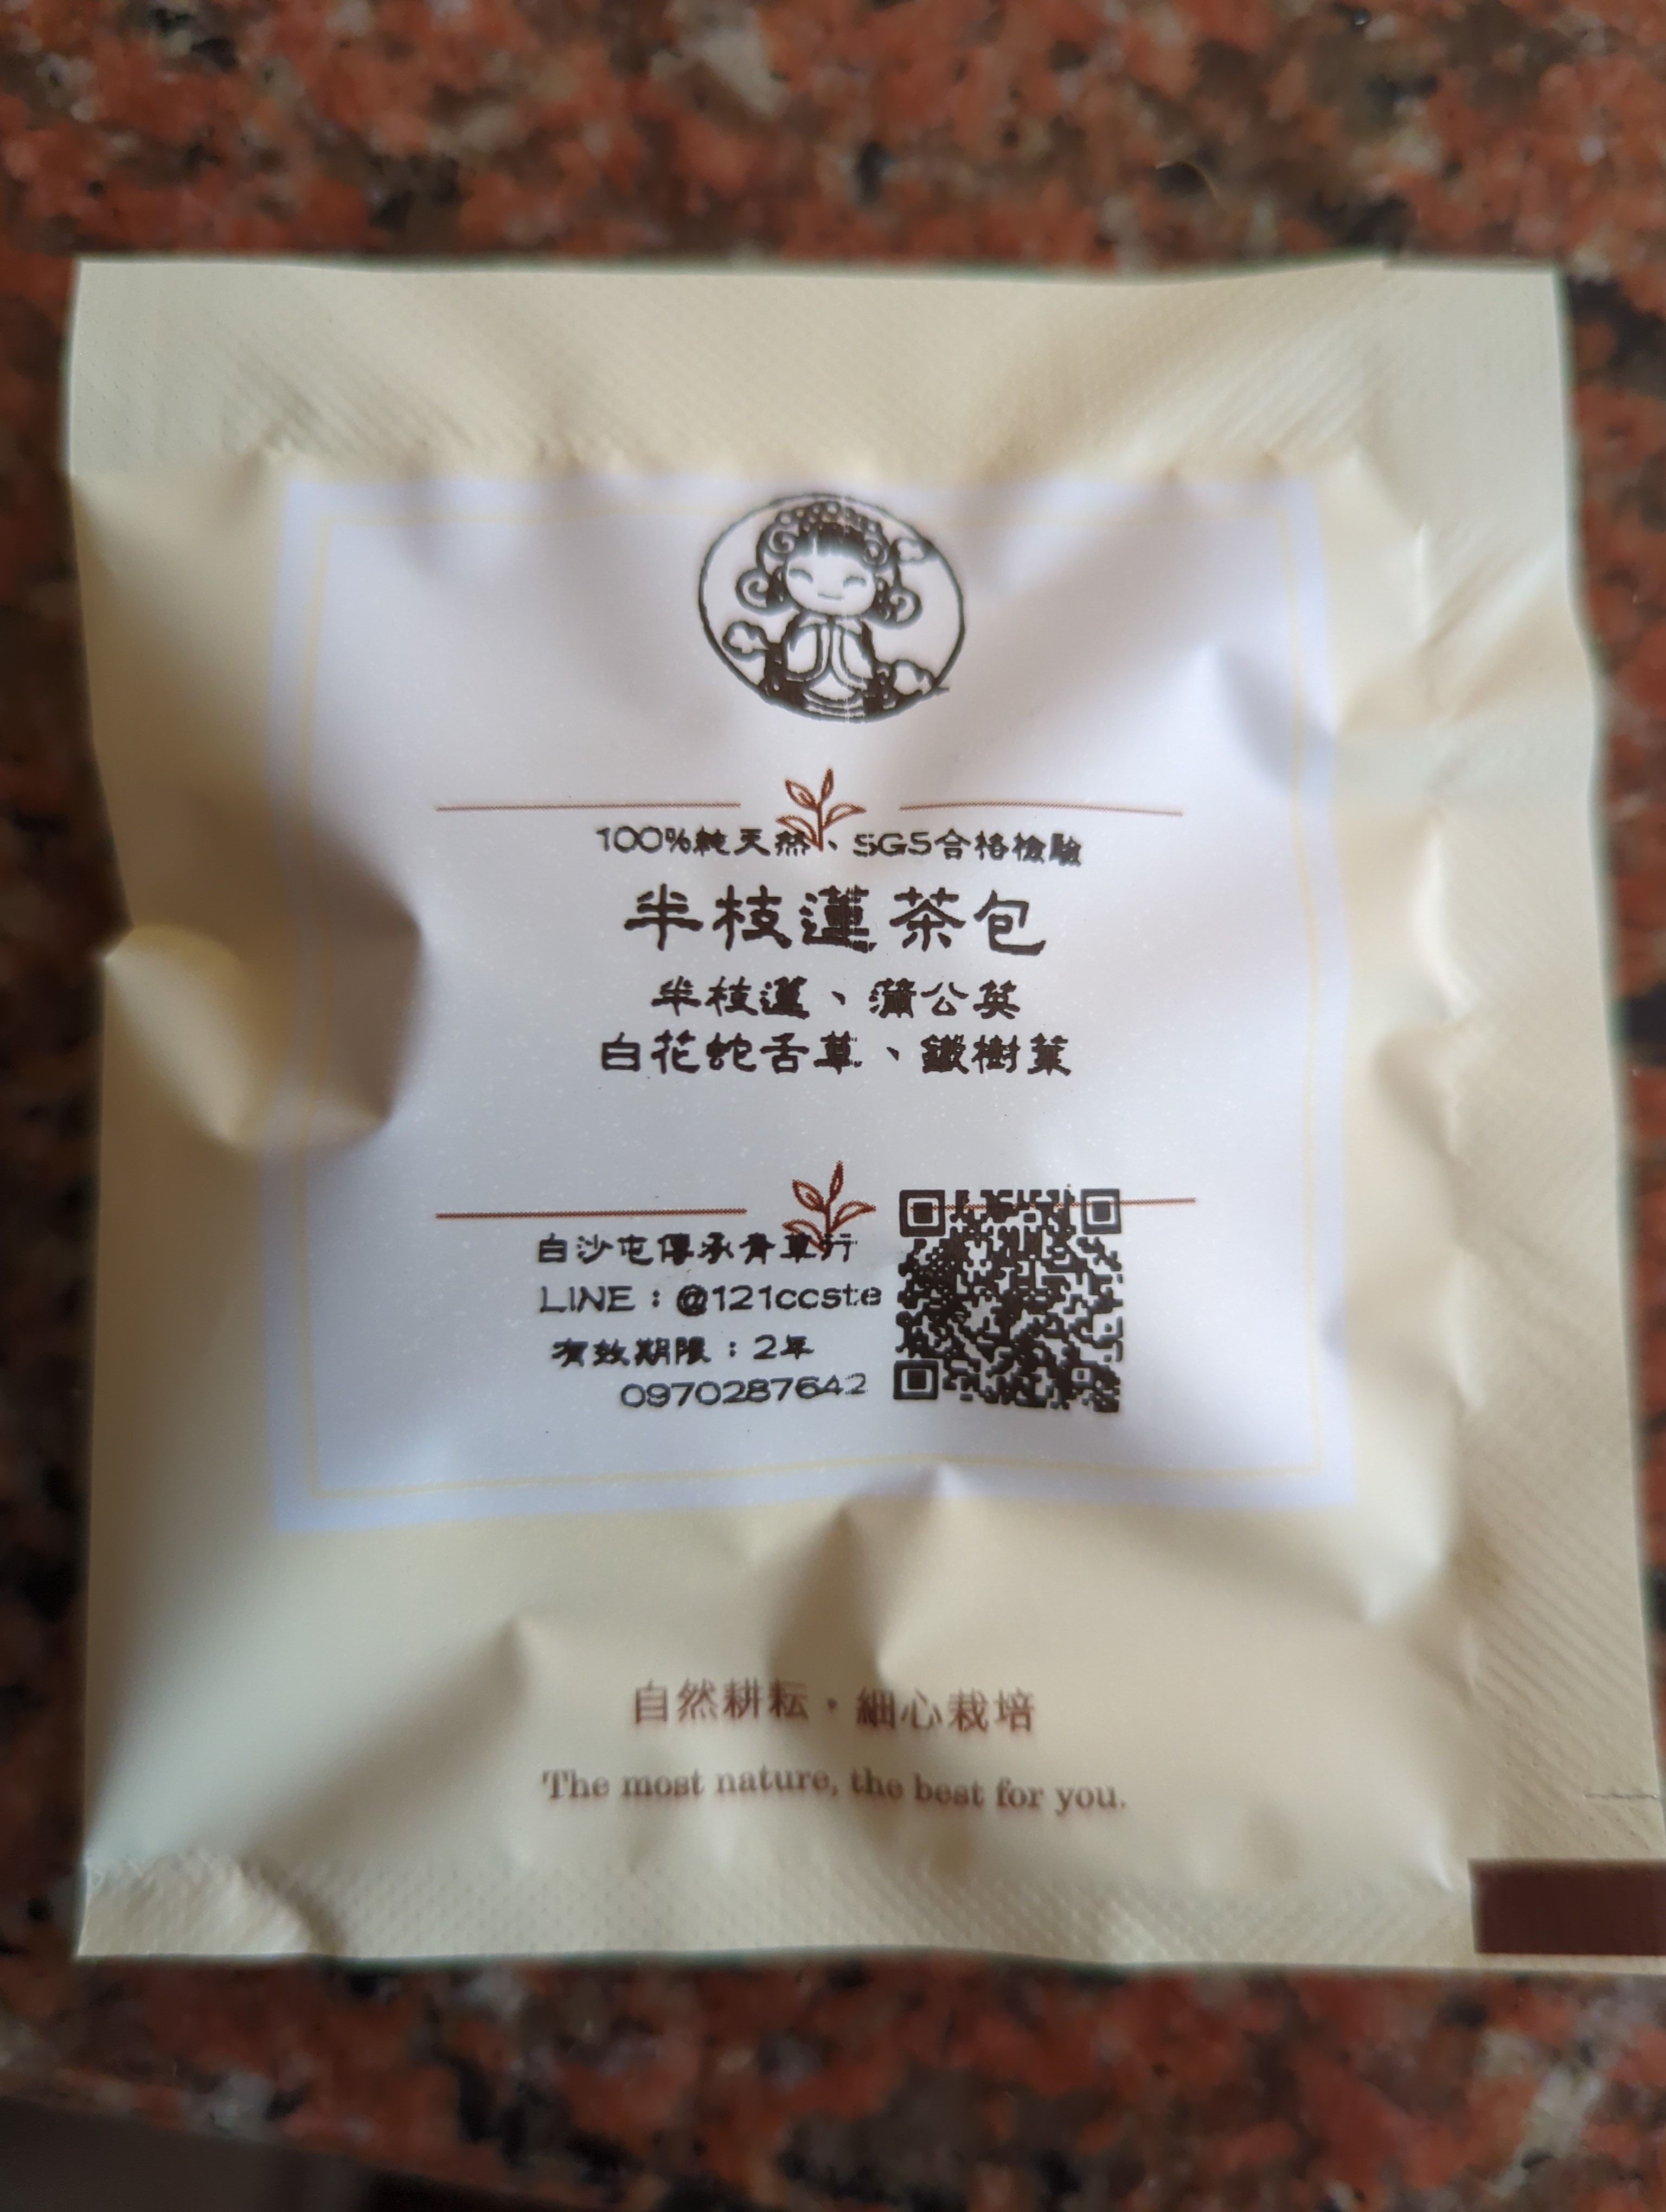 100%純天然、SGS合格檢驗
半枝蓮茶包
半枝蓮、蒲公英
白花蛇舌草、鐵樹葉
白沙屯傳承青草行
LINE：@121ccste
有效期限：2年
0970287642
自然耕耘・細心栽培
The most nature, the best for you.